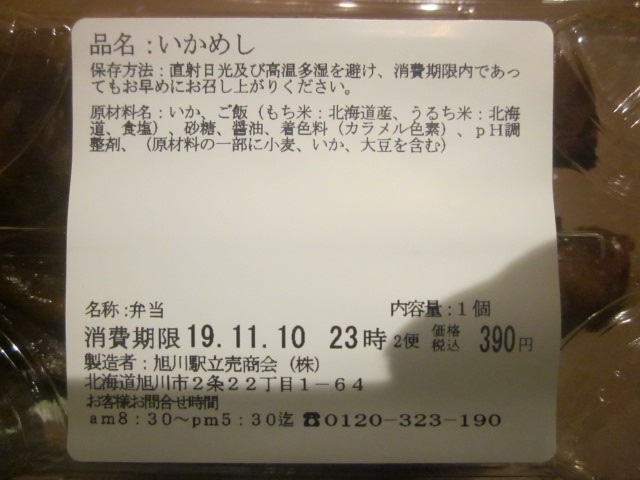 品名：いかめし
保存方法：直射日光及び高温多湿を避け、消費期限内であっ
てもお早めにお召し上がりください。
原材料名：いか、ご飯（もち米：北海道産、うるち米：北海
道、食塩）、砂糖、醤油、着色料（カラメル色素）、ｐＨ調
整剤、（原材料の一部に小麦、いか、大豆を含む）
名称：弁当 内容量：１個
消費期限 19.11.10 23時 2便 価格税込 390円
製造者：旭川駅立売商会（株）
北海道旭川市２条２２丁目１－６４
お客様お問合せ時間
ａｍ８：３０～ｐｍ５：３０迄 ☎０１２０－３２３－１９０